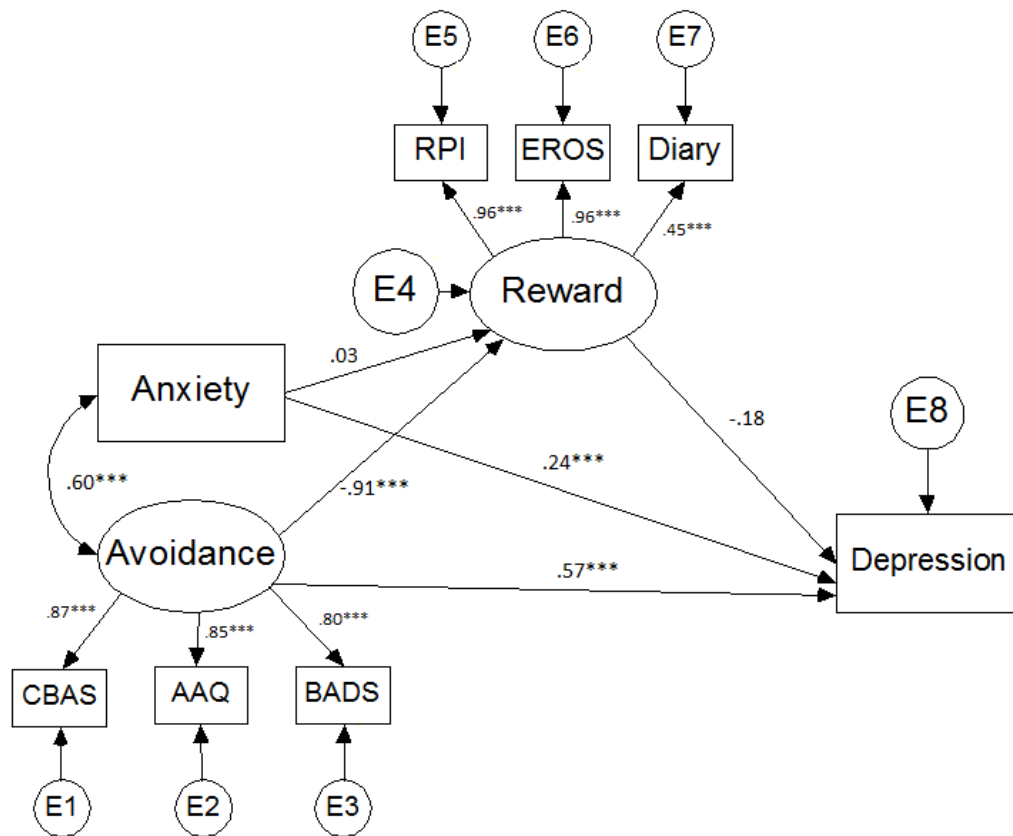 E5
E6
E7
RPI
EROS
Diary
.96***
.96***
.45***
E4
Reward
.03
Anxiety
-.18
E8
.24***
.60***
-.91***
Avoidance
Depression
.57***
.87***
.85***
.80***
CBAS
AAQ
BADS
E1
E2
E3